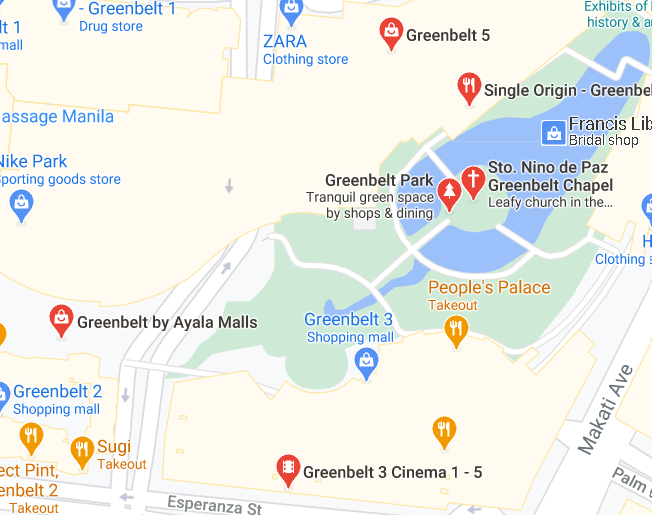 - Greenbelt 1
Drug store
lt 1
mall
ZARA
Clothing store
Greenbelt 5
Exhibits of
history & a
Single Origin - Greenbe
assage Manila
Francis Lib
Bridal shop
Nike Park
porting goods store
Greenbelt Park
Tranquil green space
by shops & dining
Sto. Nino de Paz
Greenbelt Chapel
Leafy church in the...
H
Clothing s
People's Palace
Takeout
Greenbelt by Ayala Malls
Greenbelt 3
Shopping mall
Greenbelt 2
Shopping mall
Makati Ave
Sugi
Takeout
ect Pint,
enbelt 2
Takeout
Greenbelt 3 Cinema 1 - 5
Palm
Esperanza St